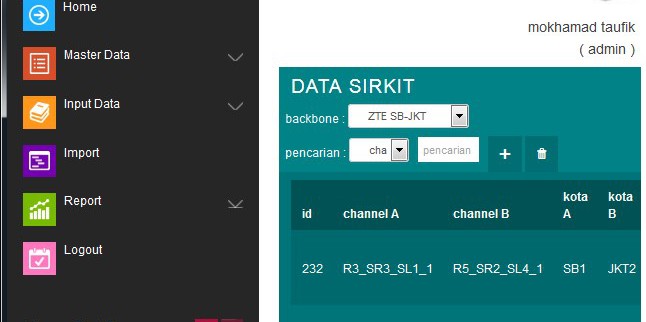 Home
Master Data
Input Data
Import
Report
Logout
mokhamad taufik
( admin )
DATA SIRKIT
backbone : ZTE SB-JKT
pencarian : cha pencarian
id channel A channel B kota A kota B
232 R3_SR3_SL1_1 R5_SR2_SL4_1 SB1 JKT2